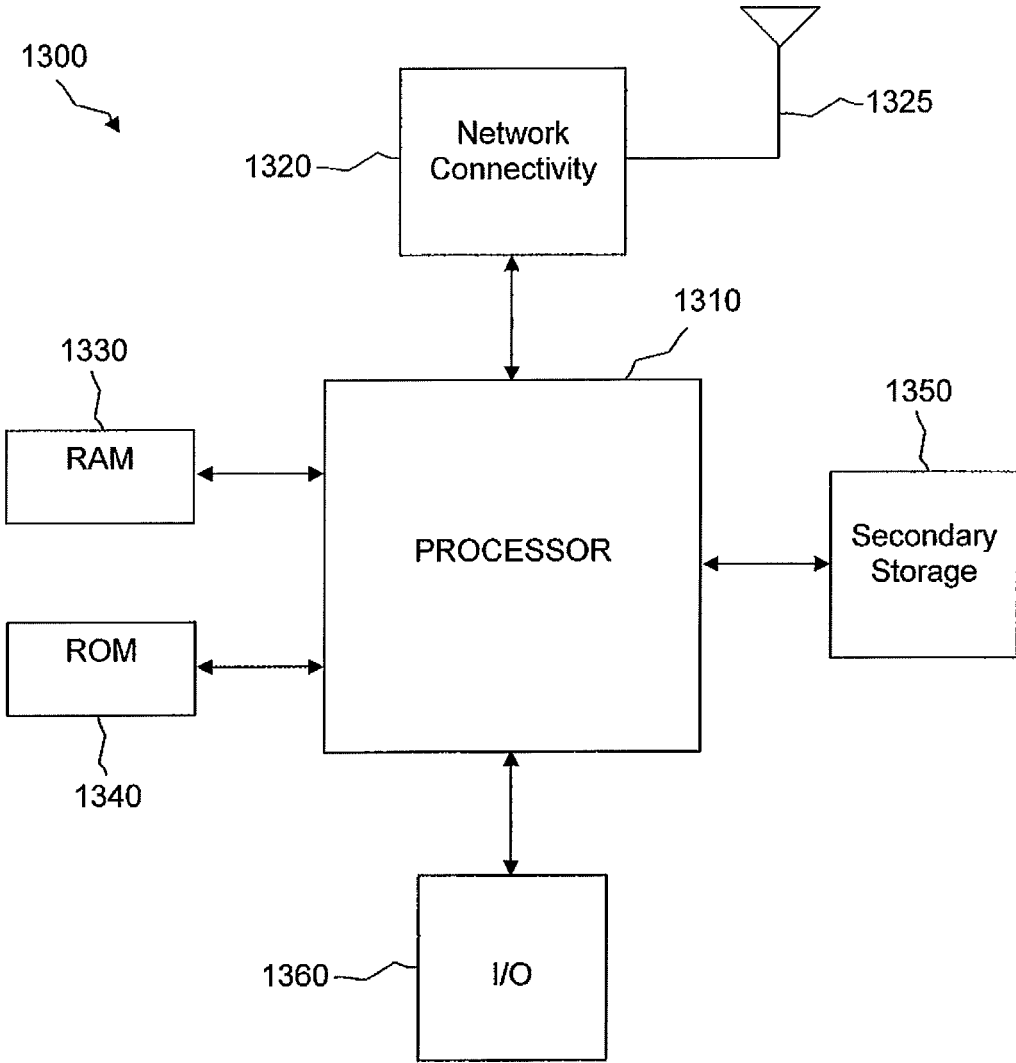 1300
Network
Connectivity
1320
1325
1310
1330
RAM
1350
PROCESSOR
Secondary
Storage
ROM
1340
1360
I/O